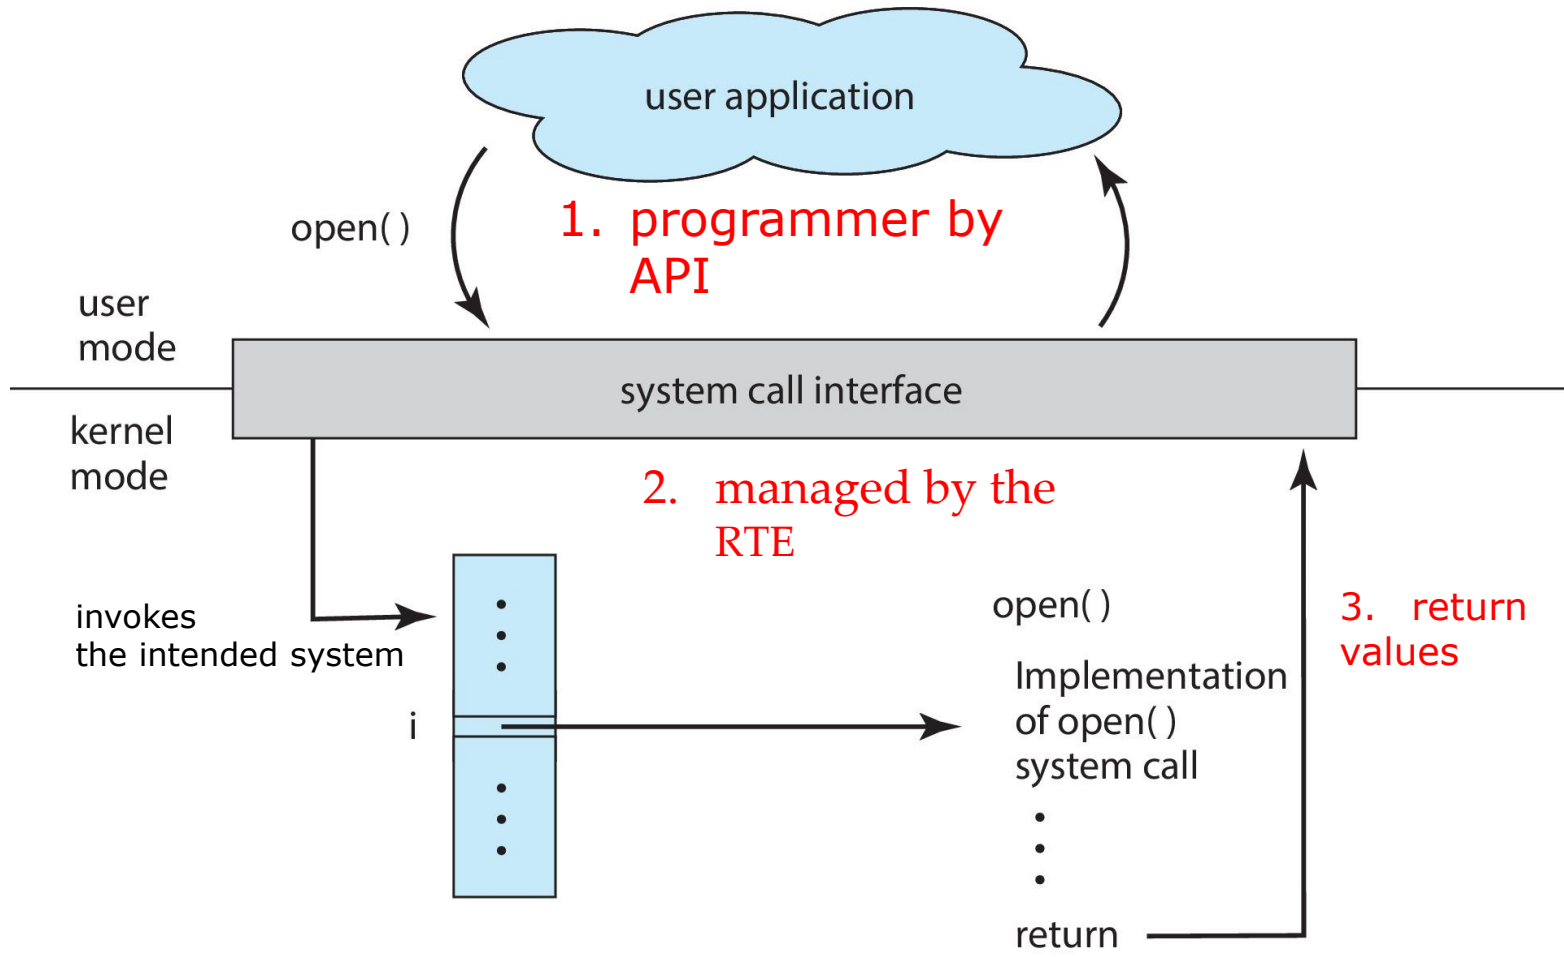 user application
open( )
1. programmer by
API
user
mode
system call interface
kernel
mode
2. managed by the
RTE
invokes
the intended system
i
open( )
Implementation
of open( )
system call
return
3. return
values